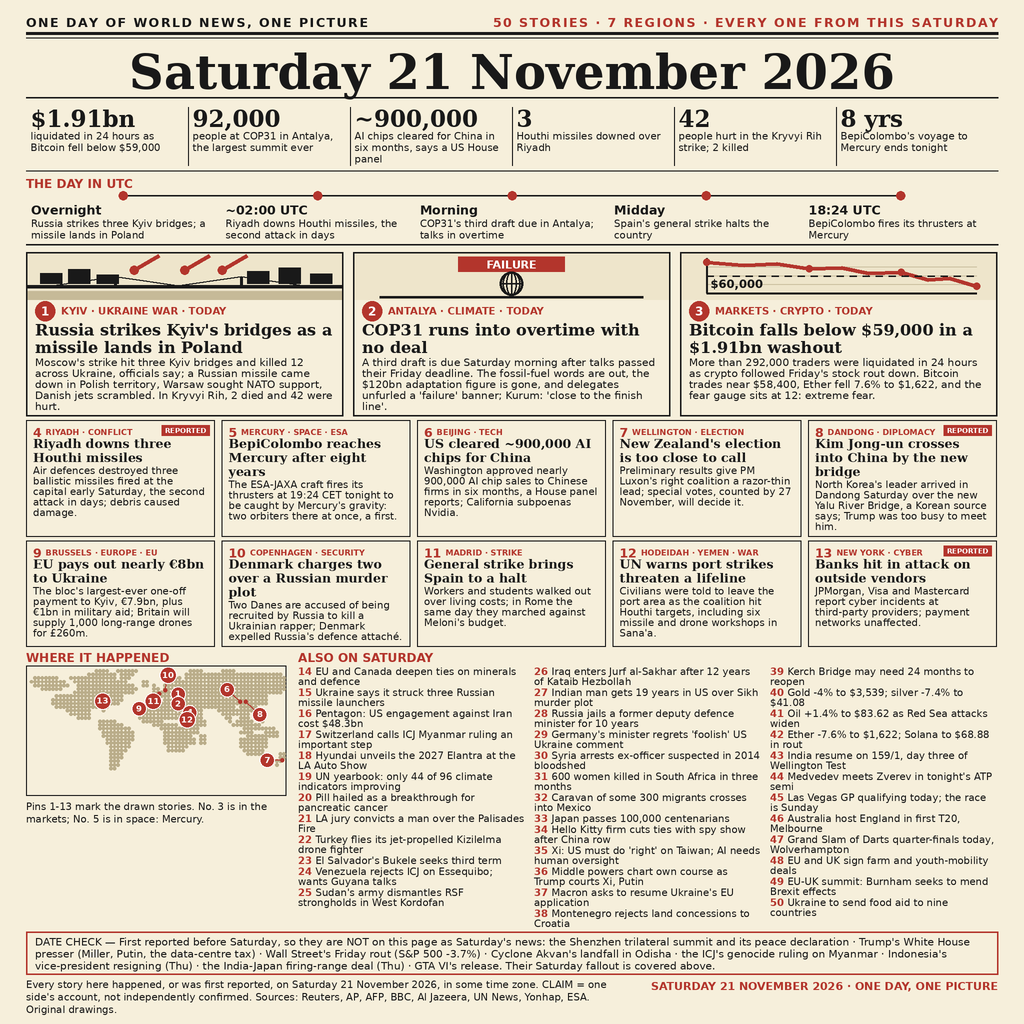 ONE DAY OF WORLD NEWS, ONE PICTURE
50 STORIES · 7 REGIONS · EVERY ONE FROM THIS SATURDAY
Saturday 21 November 2026
$1.91bn
liquidated in 24 hours as
Bitcoin fell below $59,000
92,000
people at COP31 in Antalya,
the largest summit ever
~900,000
AI chips cleared for China in
six months, says a US House
panel
3
Houthi missiles downed over
Riyadh
42
people hurt in the Kryvyi Rih
strike; 2 killed
8 yrs
BepiColombo's voyage to
Mercury ends tonight
THE DAY IN UTC
Overnight
Russia strikes three Kyiv bridges; a
missile lands in Poland
~02:00 UTC
Riyadh downs Houthi missiles, the
second attack in days
Morning
COP31's third draft due in Antalya;
talks in overtime
Midday
Spain's general strike halts the
country
18:24 UTC
BepiColombo fires its thrusters at
Mercury
1 KYIV · UKRAINE WAR · TODAY
Russia strikes Kyiv's bridges as a
missile lands in Poland
Moscow's strike hit three Kyiv bridges and killed 12
across Ukraine, officials say; a Russian missile came
down in Polish territory, Warsaw sought NATO support,
Danish jets scrambled. In Kryvyi Rih, 2 died and 42 were
hurt.
FAILURE
2 ANTALYA · CLIMATE · TODAY
COP31 runs into overtime with
no deal
A third draft is due Saturday morning after talks passed
their Friday deadline. The fossil-fuel words are out, the
$120bn adaptation figure is gone, and delegates
unfurled a 'failure' banner; Kurum: 'close to the finish
line'.
$60,000
3 MARKETS · CRYPTO · TODAY
Bitcoin falls below $59,000 in a
$1.91bn washout
More than 292,000 traders were liquidated in 24 hours
as crypto followed Friday's stock rout down. Bitcoin
trades near $58,400, Ether fell 7.6% to $1,622, and the
fear gauge sits at 12: extreme fear.
4 RIYADH · CONFLICT
REPORTED
Riyadh downs three
Houthi missiles
Air defences destroyed three
ballistic missiles fired at the
capital early Saturday, the second
attack in days; debris caused
damage.
5 MERCURY · SPACE · ESA
BepiColombo reaches
Mercury after eight
years
The ESA-JAXA craft fires its
thrusters at 19:24 CET tonight to
be caught by Mercury's gravity:
two orbiters there at once, a first.
6 BEIJING · TECH
US cleared ~900,000 AI
chips for China
Washington approved nearly
900,000 AI chip sales to Chinese
firms in six months, a House panel
reports; California subpoenas
Nvidia.
7 WELLINGTON · ELECTION
New Zealand's election
is too close to call
Preliminary results give PM
Luxon's right coalition a razor-thin
lead; special votes, counted by 27
November, will decide it.
8 DANDONG · DIPLOMACY
REPORTED
Kim Jong-un crosses
into China by the new
bridge
North Korea's leader arrived in
Dandong Saturday over the new
Yalu River Bridge, a Korean source
says; Trump was too busy to meet
him.
9 BRUSSELS · EUROPE · EU
EU pays out nearly €8bn
to Ukraine
The bloc's largest-ever one-off
payment to Kyiv, €7.9bn, plus
€1bn in military aid; Britain will
supply 1,000 long-range drones
for £260m.
10 COPENHAGEN · SECURITY
Denmark charges two
over a Russian murder
plot
Two Danes are accused of being
recruited by Russia to kill a
Ukrainian rapper; Denmark
expelled Russia's defence attaché.
11 MADRID · STRIKE
General strike brings
Spain to a halt
Workers and students walked out
over living costs; in Rome the
same day they marched against
Meloni's budget.
12 HODEIDAH · YEMEN · WAR
UN warns port strikes
threaten a lifeline
Civilians were told to leave the
port area as the coalition hit
Houthi targets, including six
missile and drone workshops in
Sana'a.
13 NEW YORK · CYBER
REPORTED
Banks hit in attack on
outside vendors
JPMorgan, Visa and Mastercard
report cyber incidents at
third-party providers; payment
networks unaffected.
WHERE IT HAPPENED
10
13
9
11
1
2
12
6
8
7
Pins 1-13 mark the drawn stories. No. 3 is in the
markets; No. 5 is in space: Mercury.
ALSO ON SATURDAY
14 EU and Canada deepen ties on minerals
and defence
15 Ukraine says it struck three Russian
missile launchers
16 Pentagon: US engagement against Iran
cost $48.3bn
17 Switzerland calls ICJ Myanmar ruling an
important step
18 Hyundai unveils the 2027 Elantra at the
LA Auto Show
19 UN yearbook: only 44 of 96 climate
indicators improving
20 Pill hailed as a breakthrough for
pancreatic cancer
21 LA jury convicts a man over the Palisades
Fire
22 Turkey flies its jet-propelled Kizilelma
drone fighter
23 El Salvador's Bukele seeks third term
24 Venezuela rejects ICJ on Essequibo;
wants Guyana talks
25 Sudan's army dismantles RSF
strongholds in West Kordofan
26 Iraq enters Jurf al-Sakhar after 12 years
of Kataib Hezbollah
27 Indian man gets 19 years in US over Sikh
murder plot
28 Russia jails a former deputy defence
minister for 10 years
29 Germany's minister regrets 'foolish' US
Ukraine comment
30 Syria arrests ex-officer suspected in 2014
bloodshed
31 600 women killed in South Africa in three
months
32 Caravan of some 300 migrants crosses
into Mexico
33 Japan passes 100,000 centenarians
34 Hello Kitty firm cuts ties with spy show
after China row
35 Xi: US must do 'right' on Taiwan; AI needs
human oversight
36 Middle powers chart own course as
Trump courts Xi, Putin
37 Macron asks to resume Ukraine's EU
application
38 Montenegro rejects land concessions to
Croatia
39 Kerch Bridge may need 24 months to
reopen
40 Gold -4% to $3,539; silver -7.4% to
$41.08
41 Oil +1.4% to $83.62 as Red Sea attacks
widen
42 Ether -7.6% to $1,622; Solana to $68.88
in rout
43 India resume on 159/1, day three of
Wellington Test
44 Medvedev meets Zverev in tonight's ATP
semi
45 Las Vegas GP qualifying today; the race
is Sunday
46 Australia host England in first T20,
Melbourne
47 Grand Slam of Darts quarter-finals today,
Wolverhampton
48 EU and UK sign farm and youth-mobility
deals
49 EU-UK summit: Burnham seeks to mend
Brexit effects
50 Ukraine to send food aid to nine
countries
DATE CHECK — First reported before Saturday, so they are NOT on this page as Saturday's news: the Shenzhen trilateral summit and its peace declaration · Trump's White House
presser (Miller, Putin, the data-centre tax) · Wall Street's Friday rout (S&P 500 -3.7%) · Cyclone Akvan's landfall in Odisha · the ICJ's genocide ruling on Myanmar · Indonesia's
vice-president resigning (Thu) · the India-Japan firing-range deal (Thu) · GTA VI's release. Their Saturday fallout is covered above.
Every story here happened, or was first reported, on Saturday 21 November 2026, in some time zone. CLAIM = one
side's account, not independently confirmed. Sources: Reuters, AP, AFP, BBC, Al Jazeera, UN News, Yonhap, ESA.
Original drawings.
SATURDAY 21 NOVEMBER 2026 · ONE DAY, ONE PICTURE